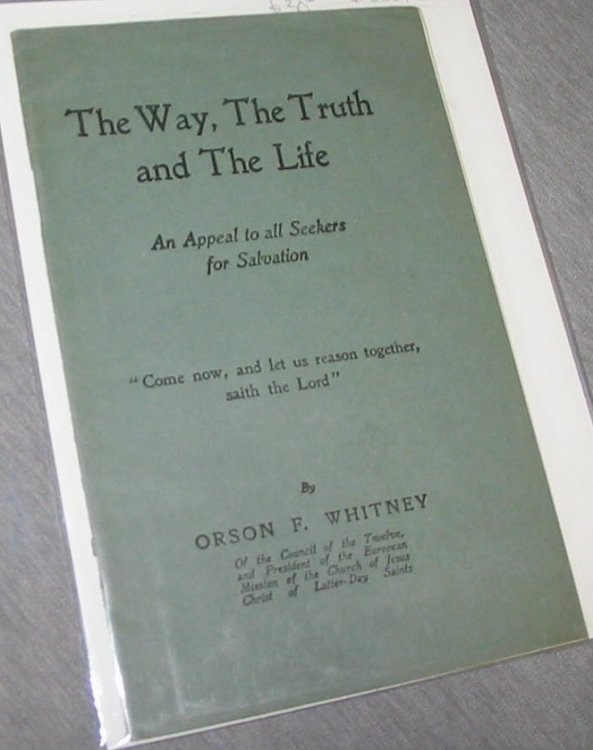 The Way, The Truth
and The Life
An Appeal to all Seekers
for Salvation
"Come now, and let us reason together,
saith the Lord"
By
ORSON F. WHITNEY
Of the Council of the Twelve,
and President of the European
Mission of the Church of Jesus
Christ of Latter-Day Saints